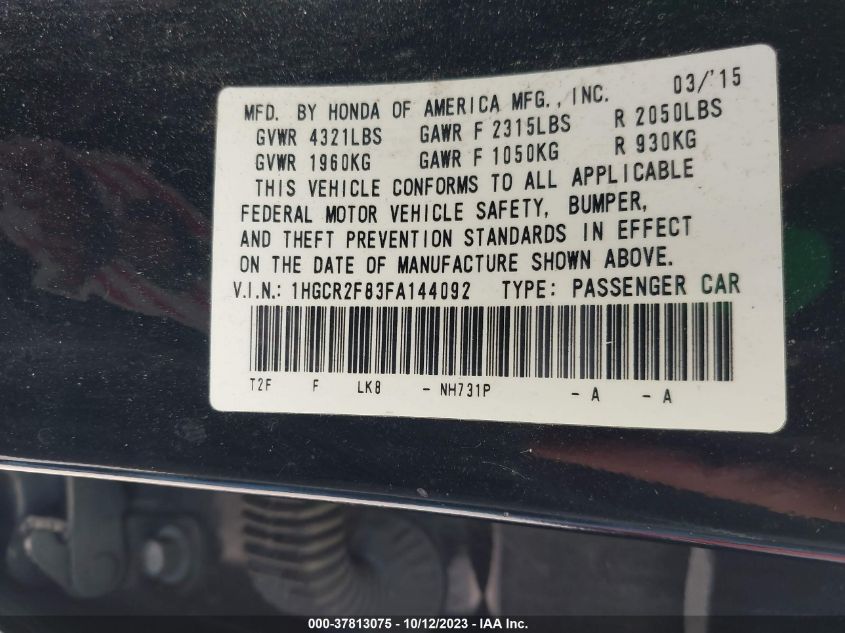 MFD. BY HONDA OF AMERICA MFG., INC. 03/'15
GVWR 4321LBS GAWR F 2315LBS R 2050LBS
GVWR 1960KG GAWR F 1050KG R 930KG
THIS VEHICLE CONFORMS TO ALL APPLICABLE
FEDERAL MOTOR VEHICLE SAFETY, BUMPER,
AND THEFT PREVENTION STANDARDS IN EFFECT
ON THE DATE OF MANUFACTURE SHOWN ABOVE.
V.I.N.: 1HGCR2F83FA144092 TYPE: PASSENGER CAR
T2F F LK8 - NH731P - A - A
000-37813075 - 10/12/2023 - IAA Inc.